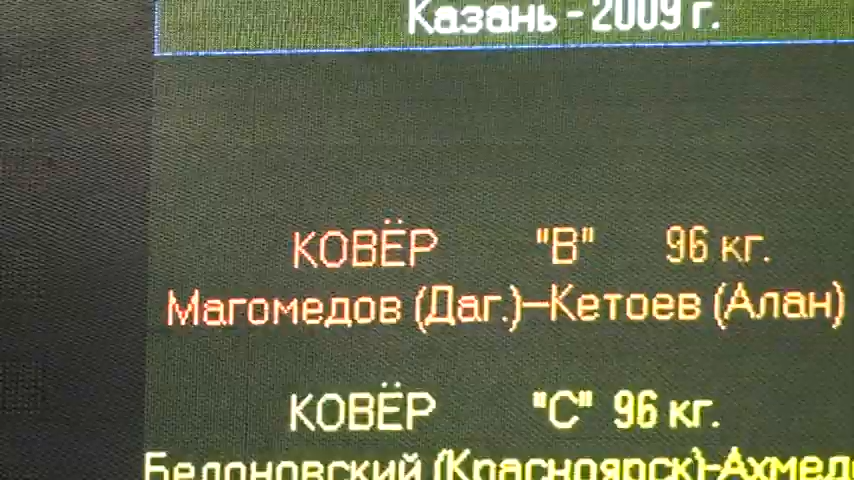 Казань - 2009 г.
КОВЁР "В" 96 кг.
Магомедов (Даг.)–Кетоев (Алан)
КОВЁР "С" 96 кг.
Белоновский (Красноярск)-